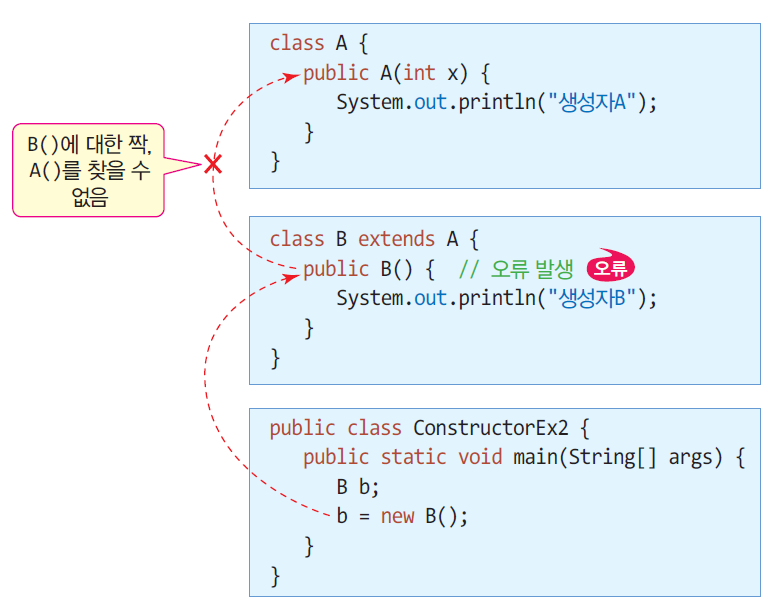 class A {
public A(int x) {
System.out.println("생성자A");
}
}
B()에 대한 짝,
A()를 찾을 수
없음
class B extends A {
public B() { // 오류 발생 오류
System.out.println("생성자B");
}
}
public class ConstructorEx2 {
public static void main(String[] args) {
B b;
b = new B();
}
}